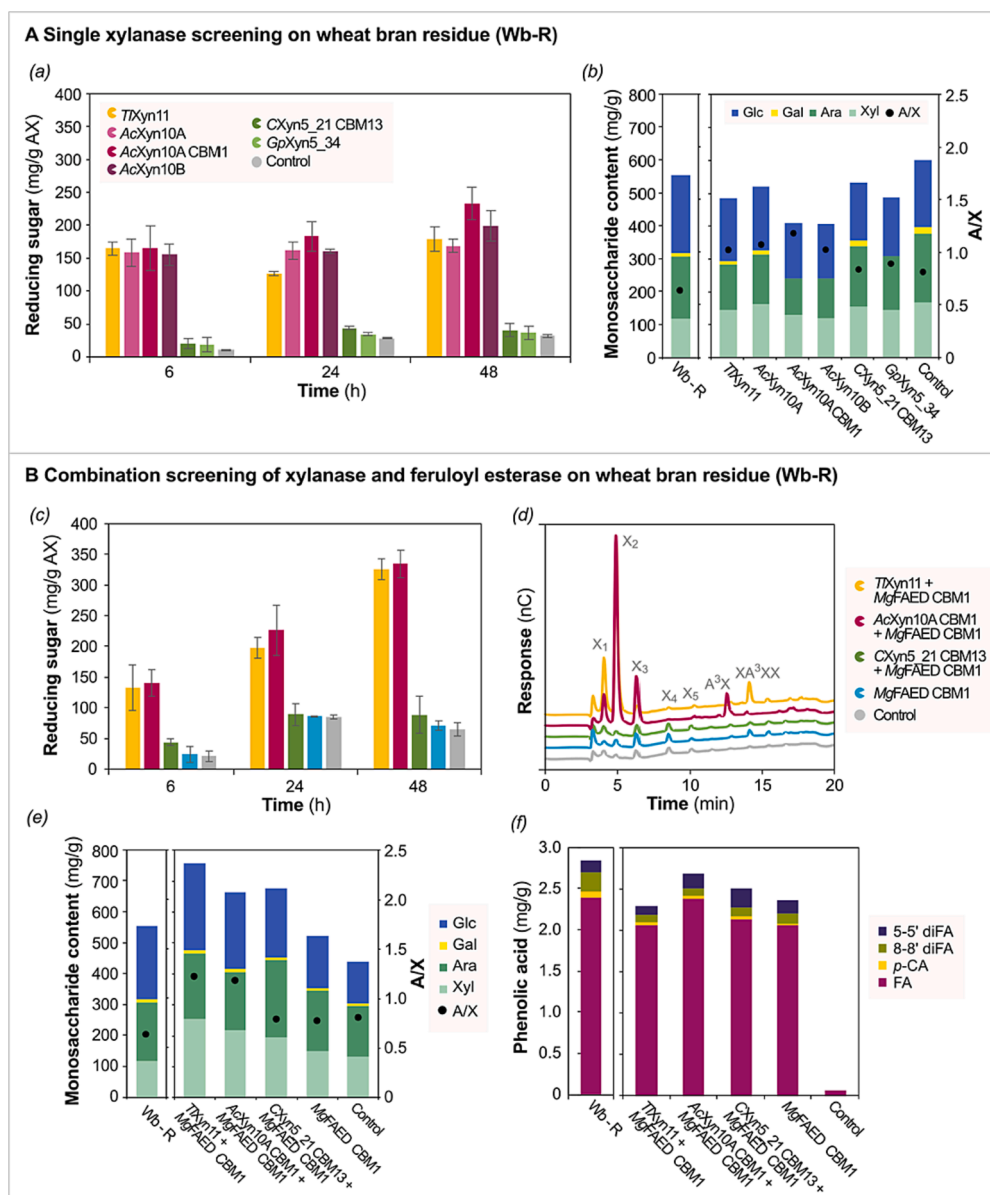 A Single xylanase screening on wheat bran residue (Wb-R)
(a)
Reducing sugar (mg/g AX)
400
350
300
250
200
150
100
50
0
TlXyn11
AcXyn10A
AcXyn10A CBM1
AcXyn10B
CXyn5_21 CBM13
GpXyn5_34
Control
6
24
48
Time (h)
(b)
Monosaccharide content (mg/g)
800
700
600
500
400
300
200
100
0
Glc
Gal
Ara
Xyl
A/X
2.5
2.0
1.5
1.0
0.5
0
A/X
Wb - R
TlXyn11
AcXyn10A
AcXyn10A CBM1
AcXyn10B
CXyn5_21 CBM13
GpXyn5_34
Control
B Combination screening of xylanase and feruloyl esterase on wheat bran residue (Wb-R)
(c)
Reducing sugar (mg/g AX)
400
350
300
250
200
150
100
50
0
6
24
48
Time (h)
(d)
Response (nC)
X1
X2
X3
X4
X5
A3X
XA3XX
0
5
10
15
20
Time (min)
TlXyn11 +
MgFAED CBM1
AcXyn10A CBM1
+ MgFAED CBM1
CXyn5_21 CBM13
+ MgFAED CBM1
MgFAED CBM1
Control
(e)
Monosaccharide content (mg/g)
800
700
600
500
400
300
200
100
0
2.5
2.0
1.5
1.0
0.5
0
A/X
Glc
Gal
Ara
Xyl
A/X
Wb - R
TlXyn11 +
MgFAED CBM1
AcXyn10A CBM1 +
MgFAED CBM1
CXyn5_21 CBM13 +
MgFAED CBM1
MgFAED CBM1
Control
(f)
Phenolic acid (mg/g)
3.0
2.5
2.0
1.5
1.0
0.5
0
5-5' diFA
8-8' diFA
p-CA
FA
Wb - R
TlXyn11 +
MgFAED CBM1
AcXyn10A CBM1 +
MgFAED CBM1
CXyn5_21 CBM13 +
MgFAED CBM1
MgFAED CBM1
Control